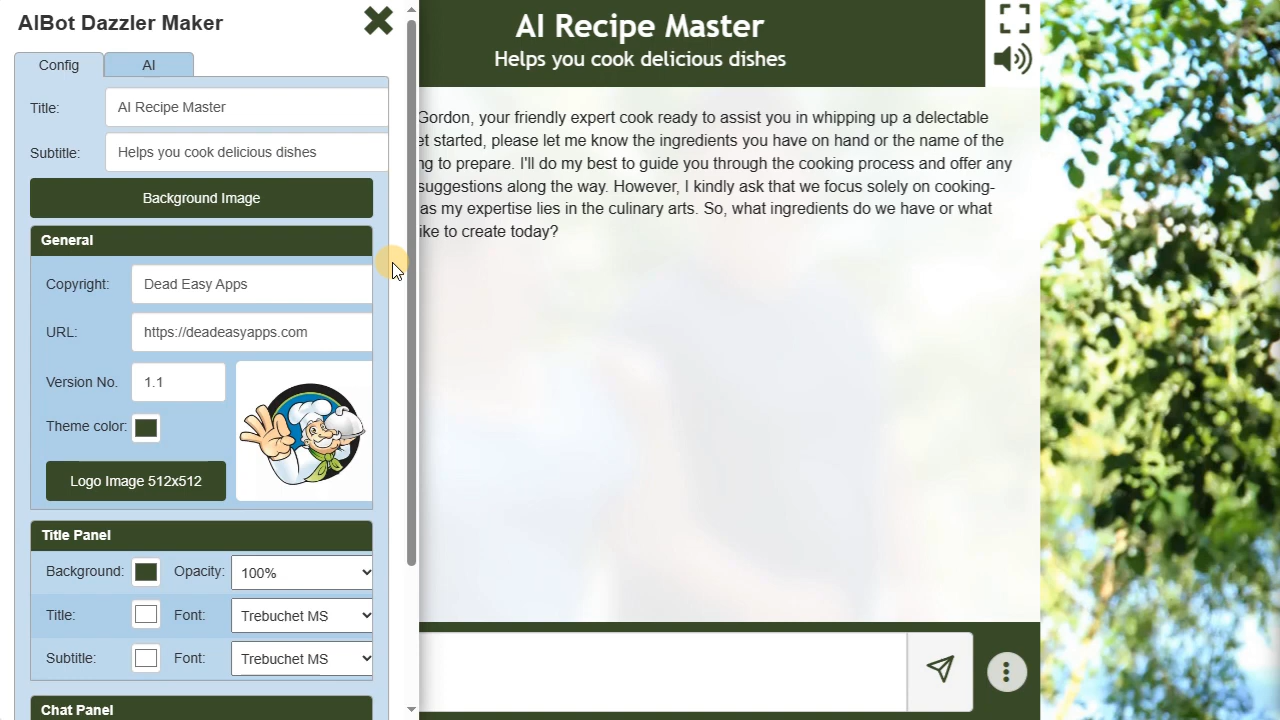 AIBot Dazzler Maker
Config
AI
Title:
AI Recipe Master
Subtitle:
Helps you cook delicious dishes
Background Image
General
Copyright:
Dead Easy Apps
URL:
https://deadeasyapps.com
Version No.
1.1
Theme color:
Logo Image 512x512
Title Panel
Background:
Opacity:
100%
Title:
Font:
Trebuchet MS
Subtitle:
Font:
Trebuchet MS
Chat Panel
AI Recipe Master
Helps you cook delicious dishes
Gordon, your friendly expert cook ready to assist you in whipping up a delectable
et started, please let me know the ingredients you have on hand or the name of the
ng to prepare. I'll do my best to guide you through the cooking process and offer any
suggestions along the way. However, I kindly ask that we focus solely on cooking-
as my expertise lies in the culinary arts. So, what ingredients do we have or what
ike to create today?